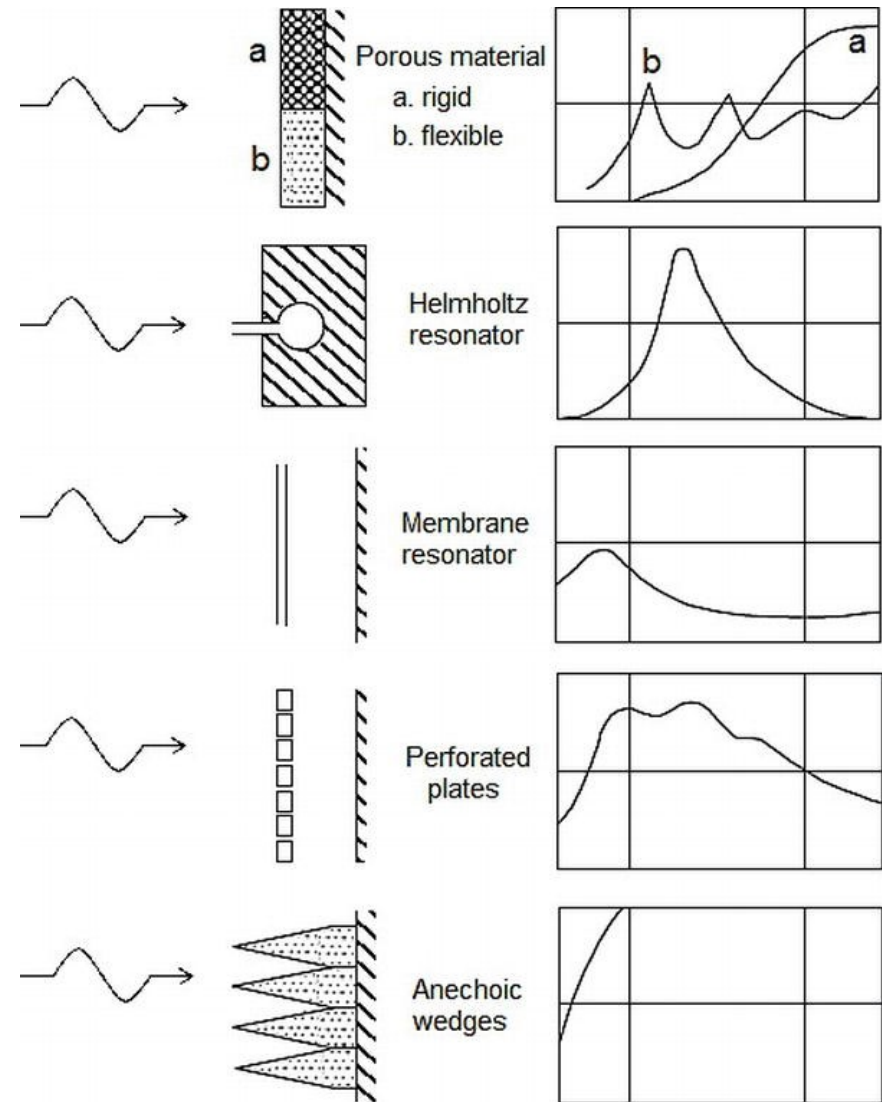 a
Porous material
a. rigid
b. flexible
b
b
a
Helmholtz
resonator
Membrane
resonator
Perforated
plates
Anechoic
wedges